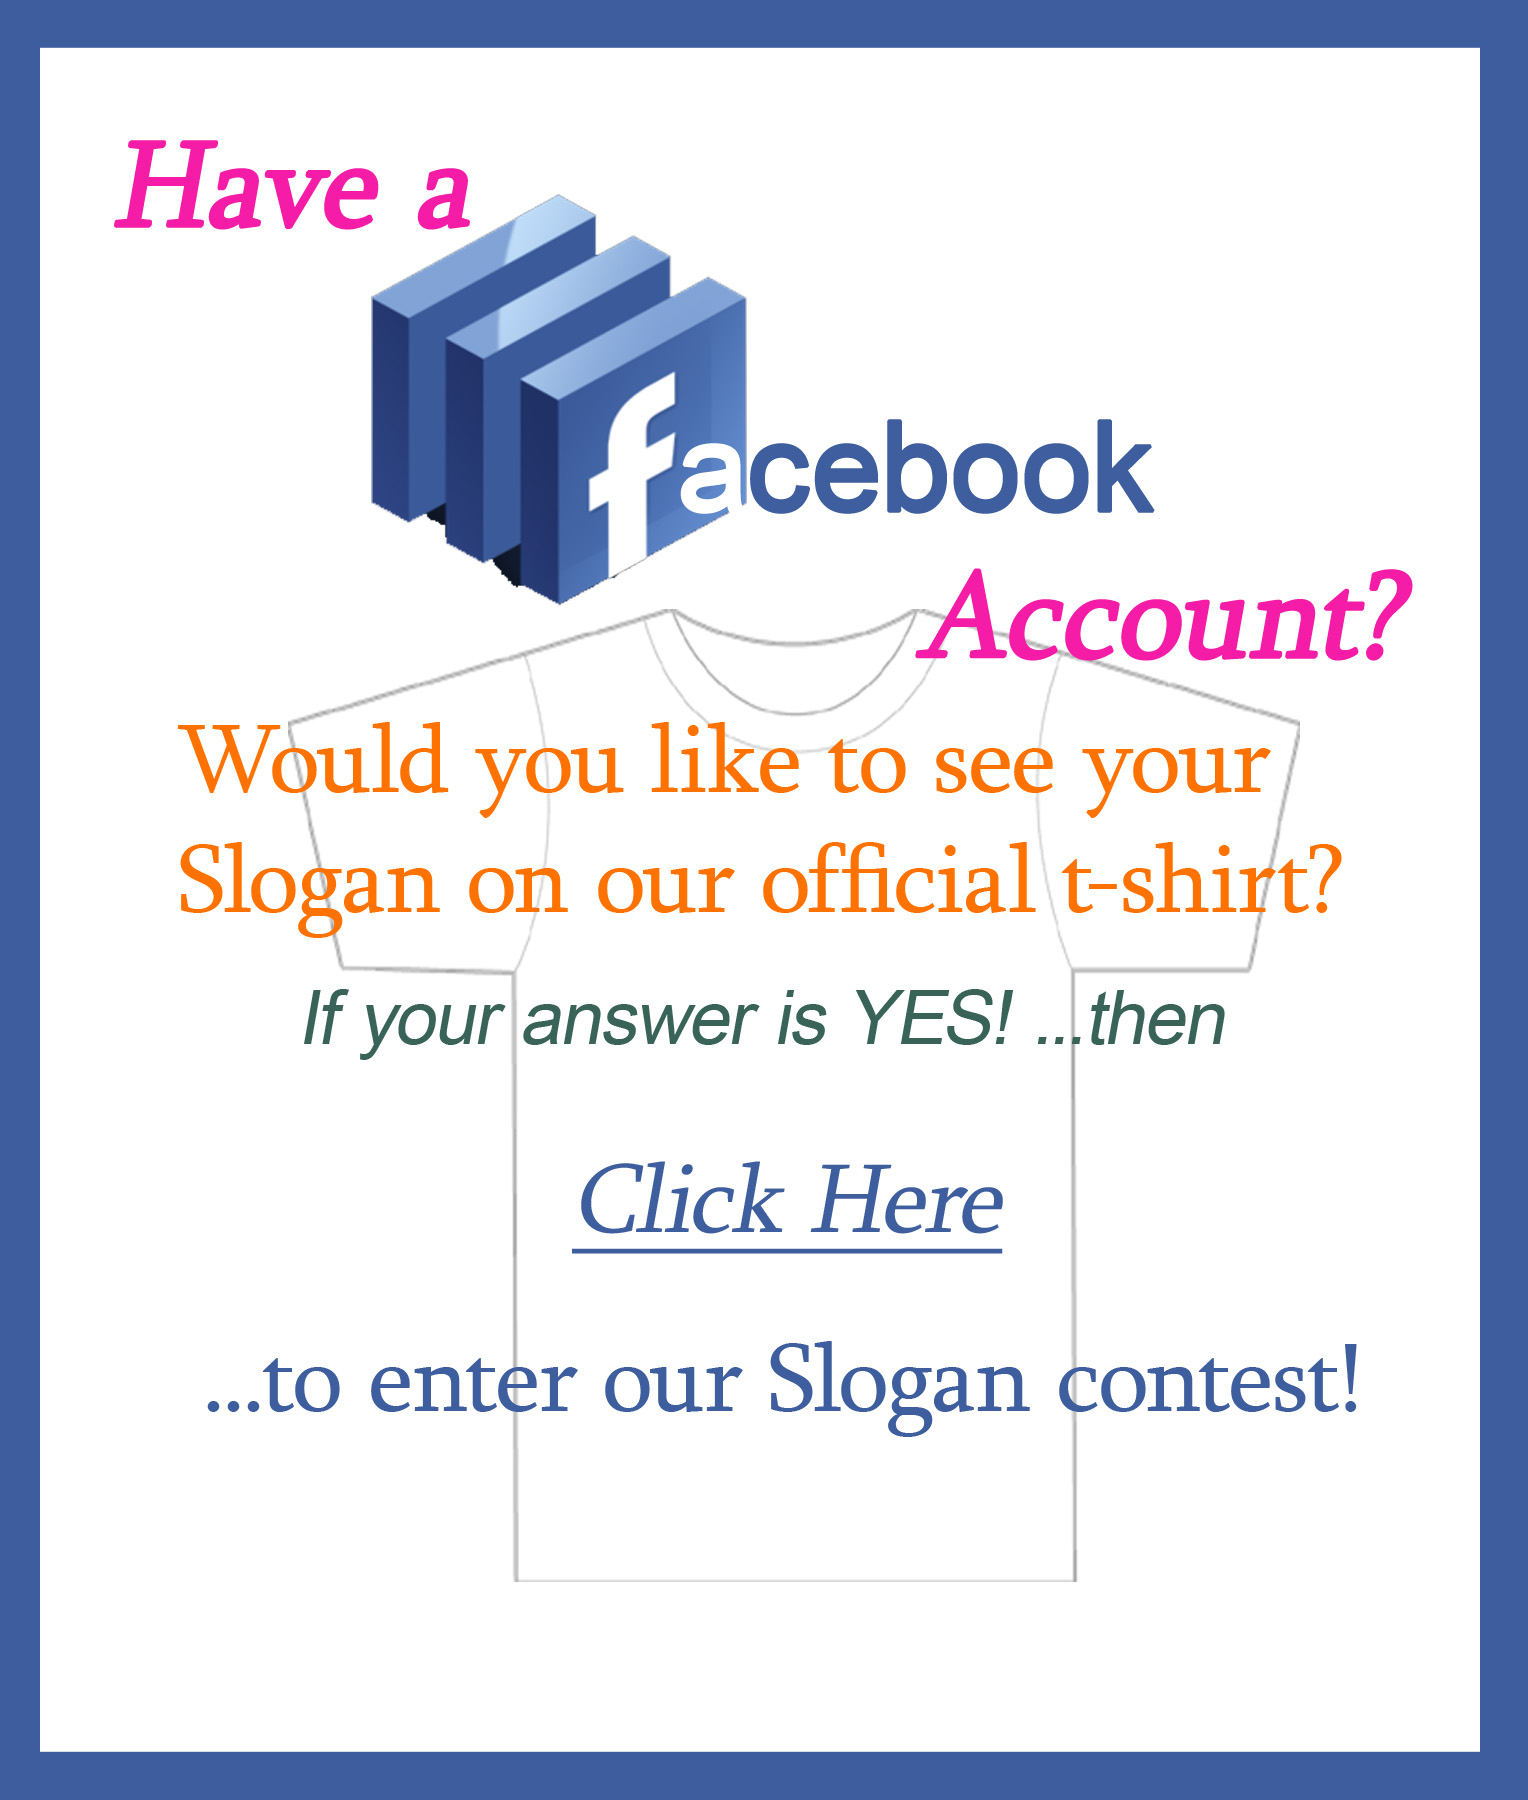 Have a
facebook
Account?
Would you like to see your
Slogan on our official t-shirt?
If your answer is YES! ...then
Click Here
...to enter our Slogan contest!